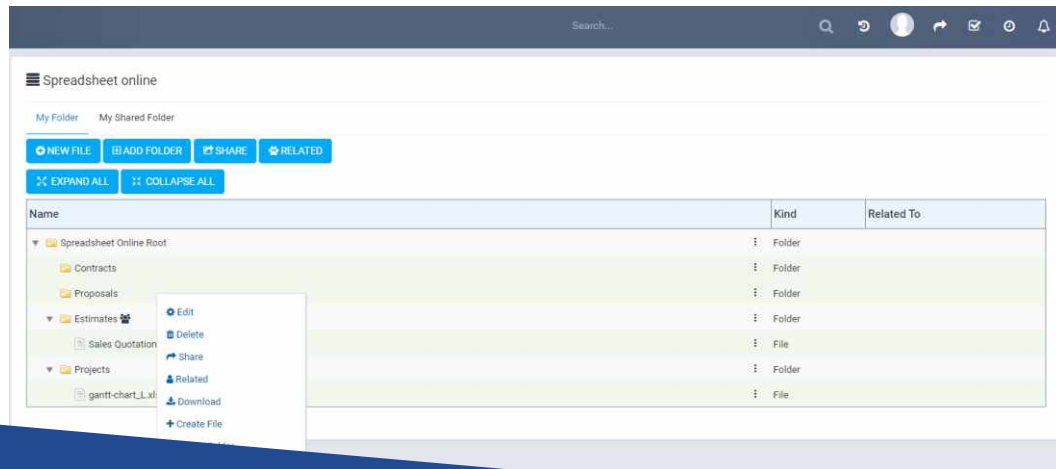 Search...
Spreadsheet online
My Folder My Shared Folder
NEW FILE ADD FOLDER SHARE RELATED
EXPAND ALL COLLAPSE ALL
Name Kind Related To
Spreadsheet Online Root Folder
Contracts Folder
Proposals Folder
Edit
Estimates Folder
Delete
Sales Quotation File
Share
Projects Folder
Related
gantt-chart_L.xl File
Download
Create File